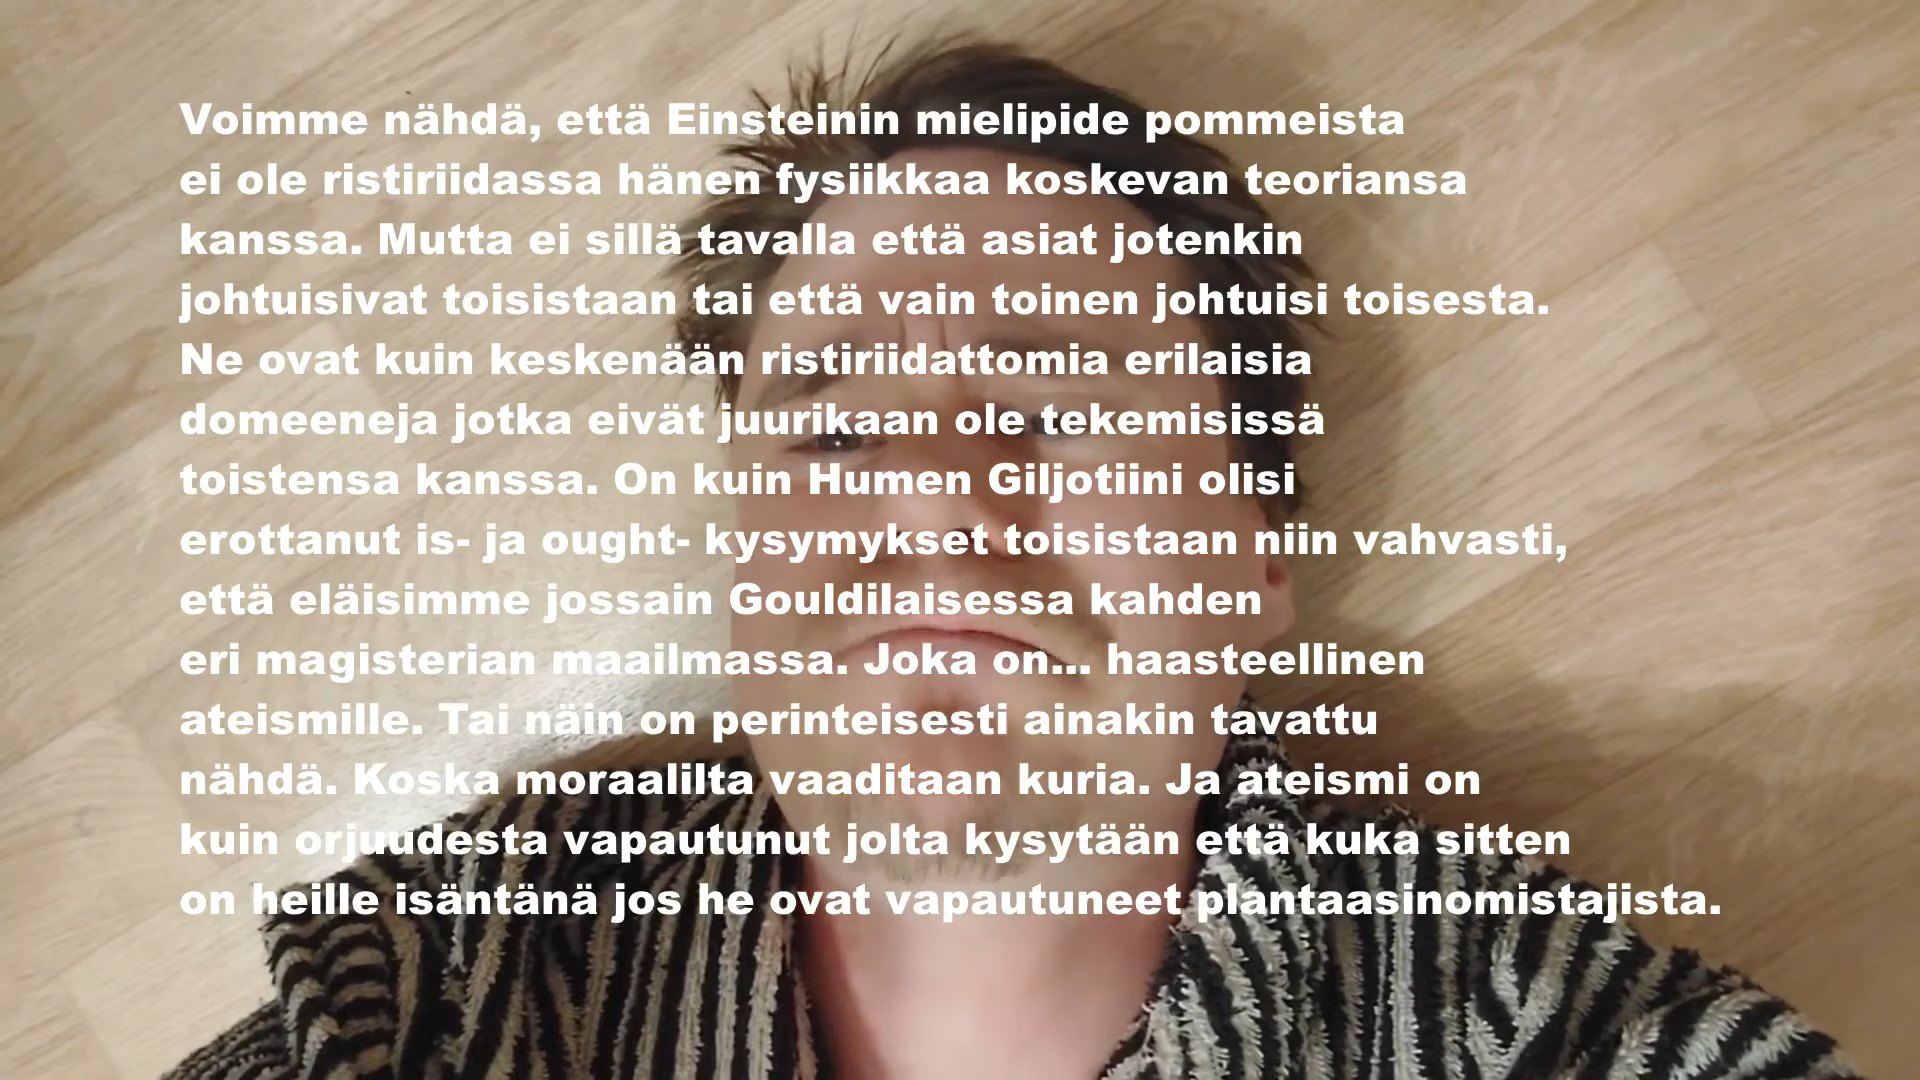 Voimme nähdä, että Einsteinin mielipide pommeista
ei ole ristiriidassa hänen fysiikkaa koskevan teoriansa
kanssa. Mutta ei sillä tavalla että asiat jotenkin
johtuisivat toisistaan tai että vain toinen johtuisi toisesta.
Ne ovat kuin keskenään ristiriidattomia erilaisia
domeeneja jotka eivät juurikaan ole tekemisissä
toistensa kanssa. On kuin Humen Giljotiini olisi
erottanut is- ja ought- kysymykset toisistaan niin vahvasti,
että eläisimme jossain Gouldilaisessa kahden
eri magisterian maailmassa. Joka on... haasteellinen
ateismille. Tai näin on perinteisesti ainakin tavattu
nähdä. Koska moraalilta vaaditaan kuria. Ja ateismi on
kuin orjuudesta vapautunut jolta kysytään että kuka sitten
on heille isäntänä jos he ovat vapautuneet plantaasinomistajista.